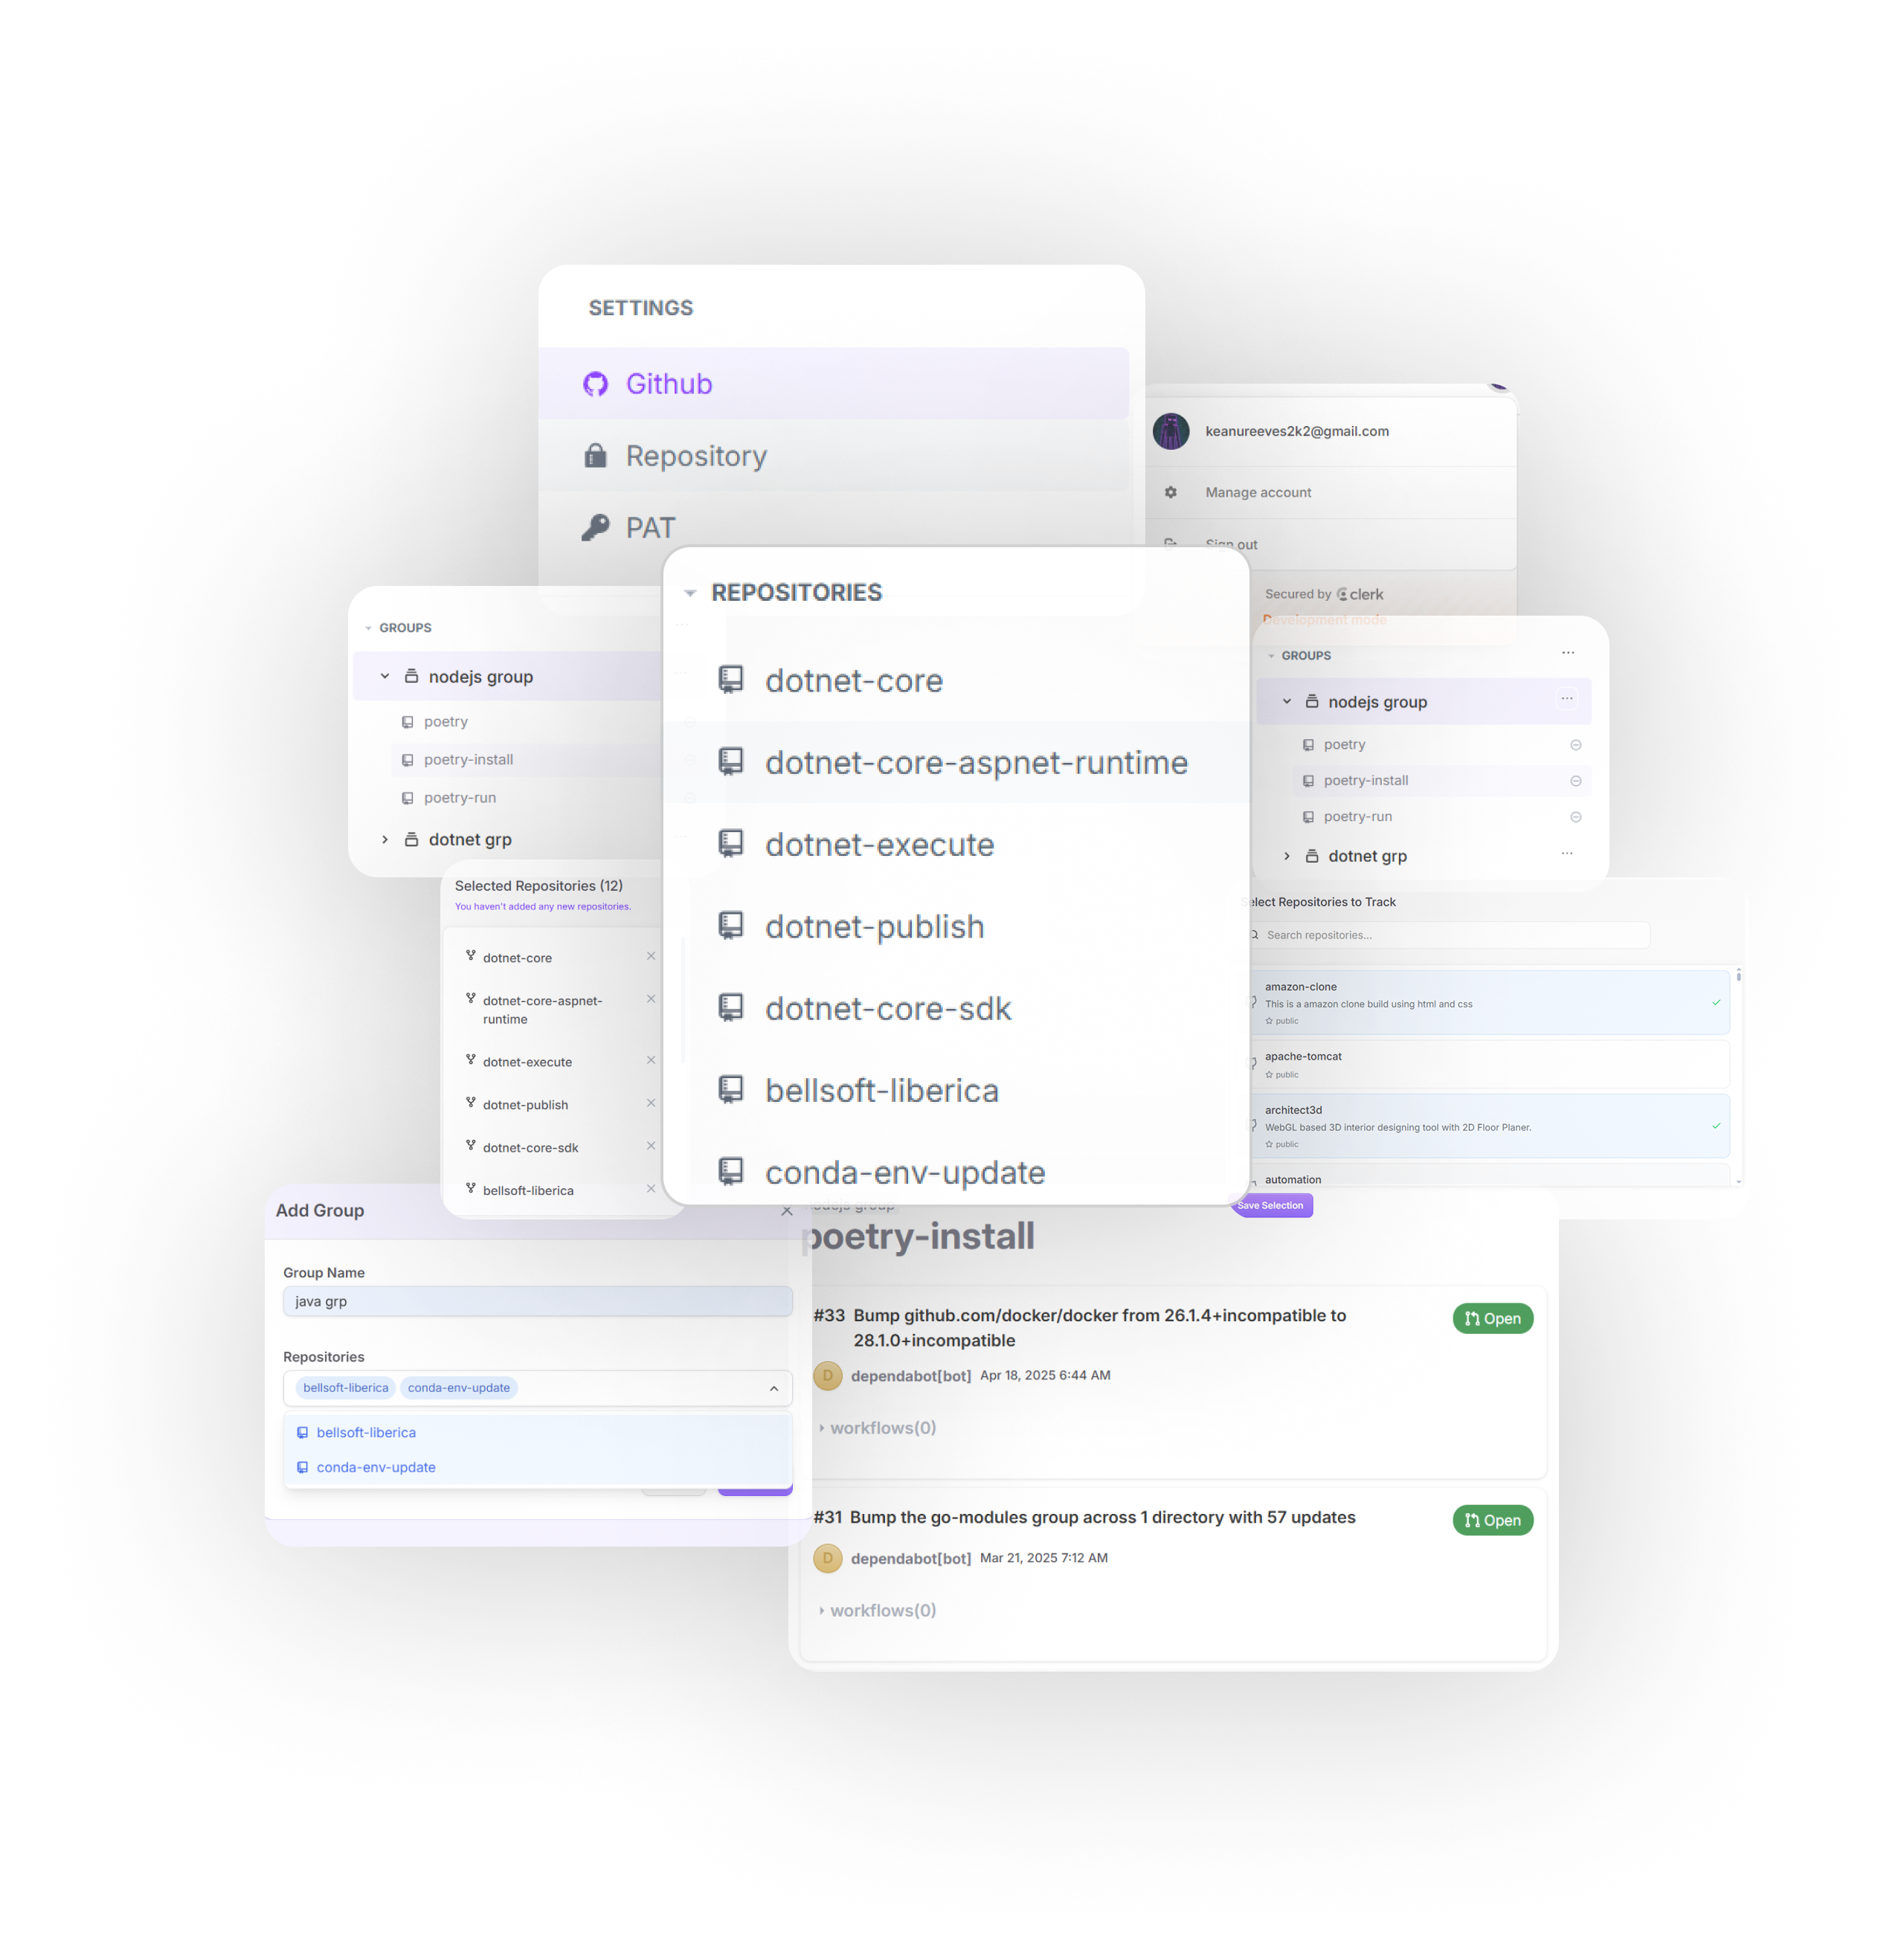 SETTINGS
Github
Repository
PAT
keanureeves2k2@gmail.com
Manage account
Sign out
Secured by clerk
Development mode
GROUPS
nodejs group
poetry
poetry-install
poetry-run
dotnet grp
REPOSITORIES
dotnet-core
dotnet-core-aspnet-runtime
dotnet-execute
dotnet-publish
dotnet-core-sdk
bellsoft-liberica
conda-env-update
GROUPS
nodejs group
poetry
poetry-install
poetry-run
dotnet grp
Selected Repositories (12)
You haven't added any new repositories.
dotnet-core
dotnet-core-aspnet-
runtime
dotnet-execute
dotnet-publish
dotnet-core-sdk
bellsoft-liberica
Select Repositories to Track
Search repositories...
amazon-clone
This is a amazon clone build using html and css
public
apache-tomcat
public
architect3d
WebGL based 3D interior designing tool with 2D Floor Planer.
public
automation
Save Selection
Add Group
Group Name
java grp
Repositories
bellsoft-liberica conda-env-update
bellsoft-liberica
conda-env-update
nodejs group
poetry-install
#33 Bump github.com/docker/docker from 26.1.4+incompatible to
28.1.0+incompatible
Open
D dependabot[bot] Apr 18, 2025 6:44 AM
workflows(0)
#31 Bump the go-modules group across 1 directory with 57 updates
Open
D dependabot[bot] Mar 21, 2025 7:12 AM
workflows(0)